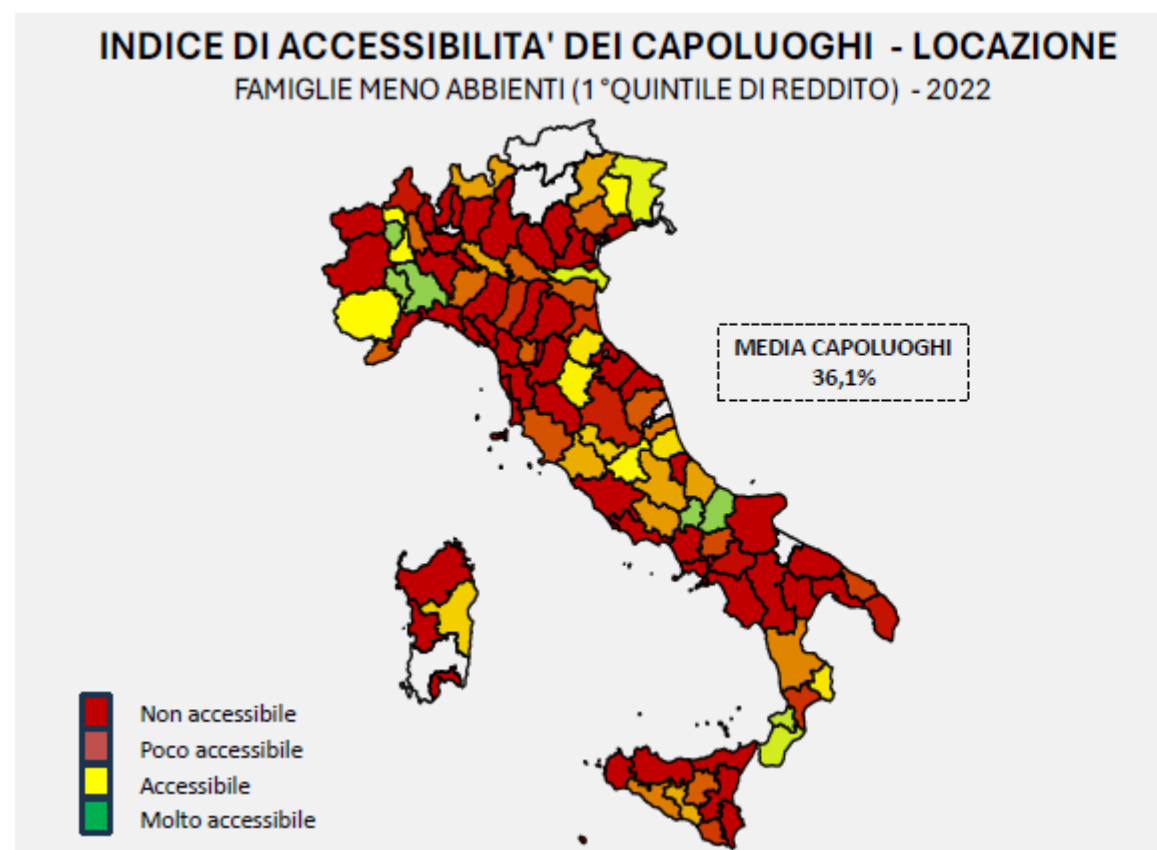 INDICE DI ACCESSIBILITA' DEI CAPOLUOGHI - LOCAZIONE
FAMIGLIE MENO ABBIENTI (1°QUINTILE DI REDDITO) - 2022
MEDIA CAPOLUOGHI
36,1%
Non accessibile
Poco accessibile
Accessibile
Molto accessibile